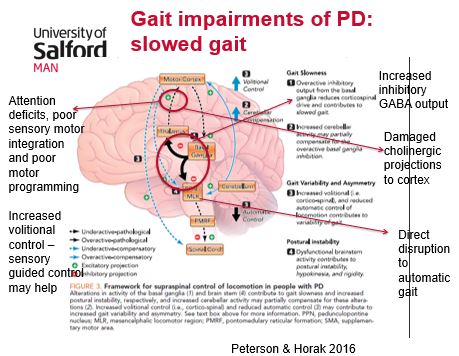 University of
Salford
MAN
Gait impairments of PD:
slowed gait
Attention
deficits, poor
sensory motor
integration
and poor
motor
programming
Increased
volitional
control –
sensory
guided control
may help
Motor Cortex
3 Volitional
Control
2 Cerebellar
Compensation
Thalamus
Basal
Ganglia
1
4
MLR
Cerebellum
3
Automatic
Control
PMRF
Spinal Cord
Underactive-pathological
Overactive-pathological
Underactive-compensatory
Overactive-compensatory
Excitatory projection
Inhibitory projection
Gait Slowness
1 Overactive inhibitory
output from the basal
ganglia reduces corticospinal
drive and contributes to
slowed gait.
2 Increased cerebellar
activity may partially
compensate for the
overactive basal ganglia
inhibition.
Gait Variability and Asymmetry
3 Increased volitional (i.e.
cortico-spinal), and reduced
automatic control of
locomotion contributes to
variability of gait.
Postural instability
4 Dysfunctional brainstem
activity contributes to
postural instability,
hypokinesia, and rigidity.
Increased
inhibitory
GABA output
Damaged
cholinergic
projections
to cortex
Direct
disruption
to
automatic
gait
FIGURE 3. Framework for supraspinal control of locomotion in people with PD
Alterations in activity of the basal ganglia (1) and brain stem (4) contribute to gait slowness and increased
postural instability, respectively, and increased cerebellar activity may partially compensate for these altera-
tions (2). Increased volitional (i.e., cortico-spinal) and reduced automatic control (3) may contribute to
increased gait variability and asymmetry. See text box above for more information. PPN, pedunculopontine
nucleus; MLR, mesencephalic locomotor region; PMRF, pontomedulary reticular formation; SMA, supplemen-
tary motor area.
Peterson & Horak 2016